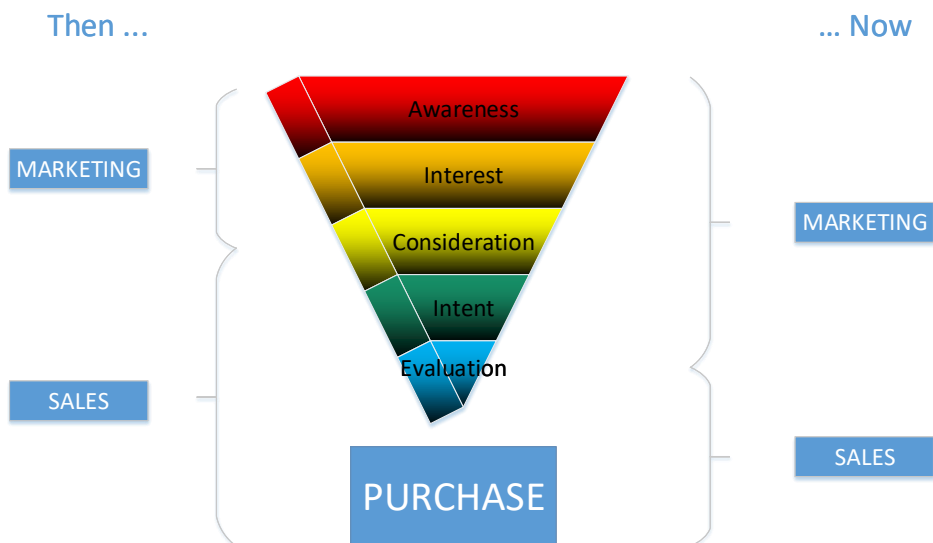 Then ...
... Now
Awareness
MARKETING
Interest
Consideration
MARKETING
Intent
Evaluation
SALES
SALES
PURCHASE